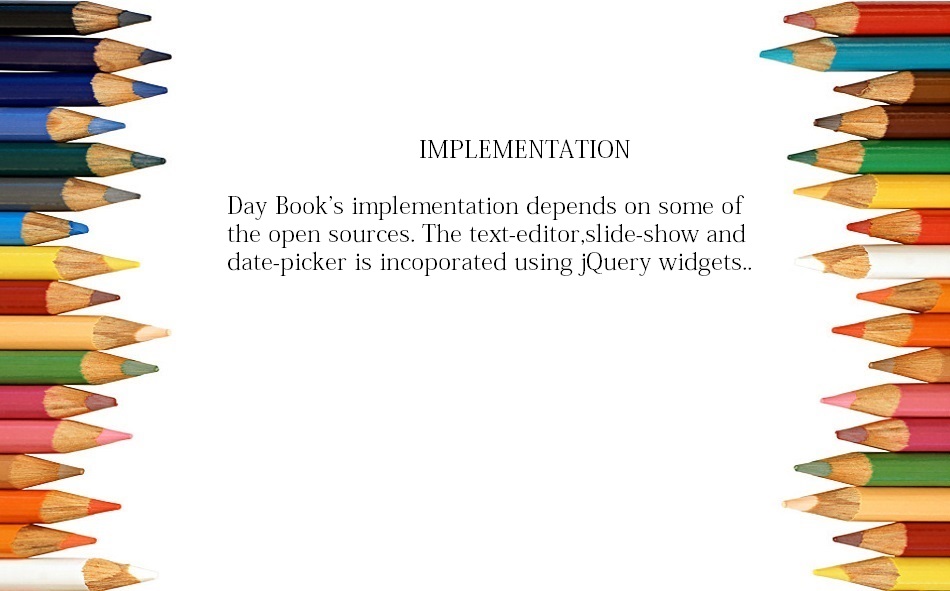 IMPLEMENTATION
Day Book’s implementation depends on some of
the open sources. The text-editor,slide-show and
date-picker is incoporated using jQuery widgets..